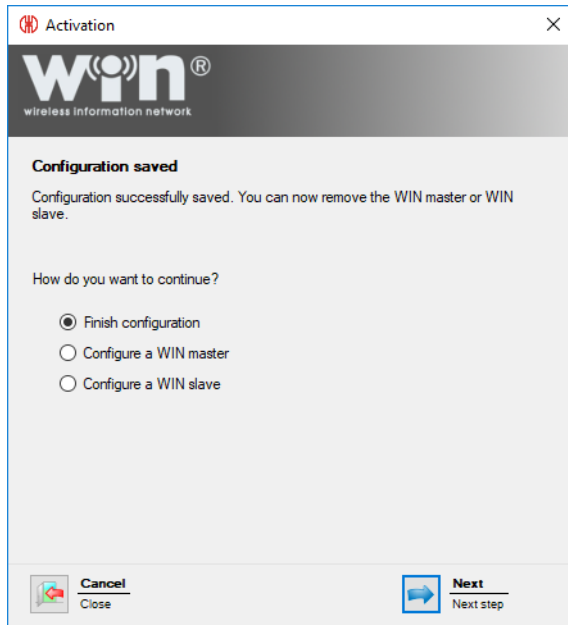 Activation
WIN®
wireless information network
Configuration saved
Configuration successfully saved. You can now remove the WIN master or WIN
slave.
How do you want to continue?
Finish configuration
Configure a WIN master
Configure a WIN slave
Cancel
Close
Next
Next step